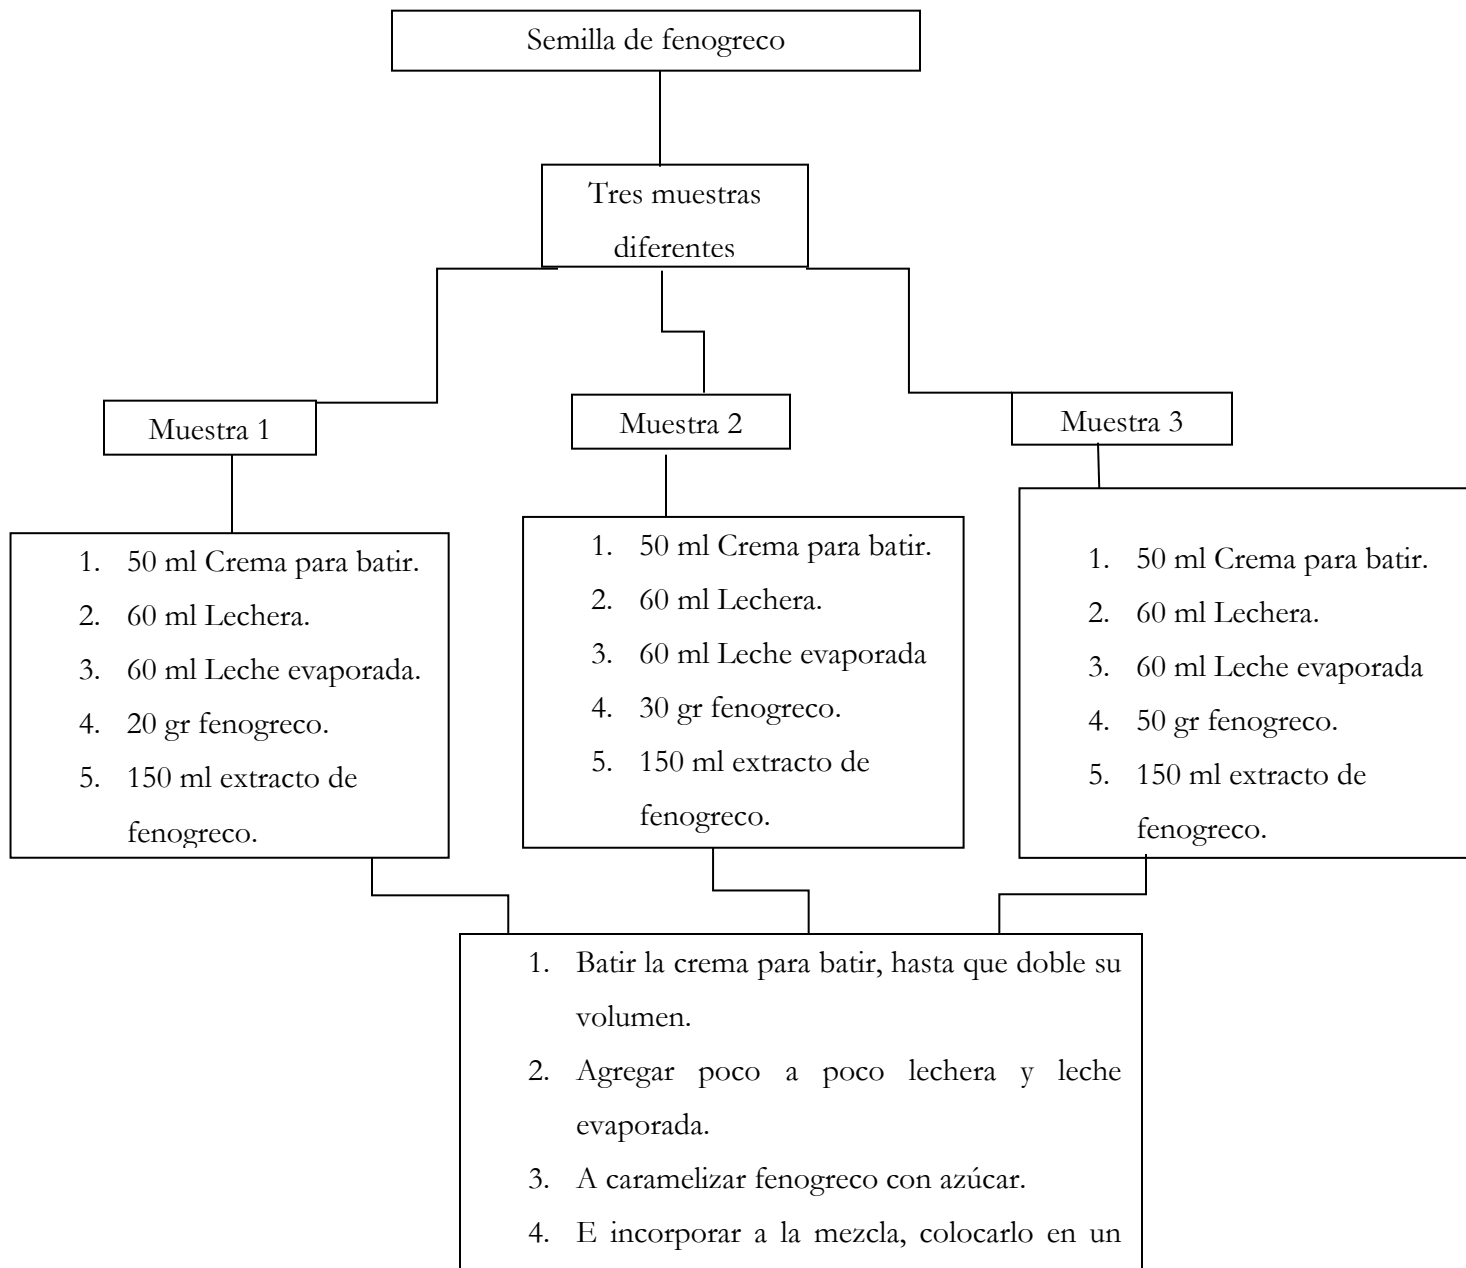 Semilla de fenogreco
Tres muestras
diferentes
Muestra 1
Muestra 2
Muestra 3
1. 50 ml Crema para batir.
2. 60 ml Lechera.
3. 60 ml Leche evaporada.
4. 20 gr fenogreco.
5. 150 ml extracto de
fenogreco.
1. 50 ml Crema para batir.
2. 60 ml Lechera.
3. 60 ml Leche evaporada
4. 30 gr fenogreco.
5. 150 ml extracto de
fenogreco.
1. 50 ml Crema para batir.
2. 60 ml Lechera.
3. 60 ml Leche evaporada
4. 50 gr fenogreco.
5. 150 ml extracto de
fenogreco.
1. Batir la crema para batir, hasta que doble su
volumen.
2. Agregar poco a poco lechera y leche
evaporada.
3. A caramelizar fenogreco con azúcar.
4. E incorporar a la mezcla, colocarlo en un